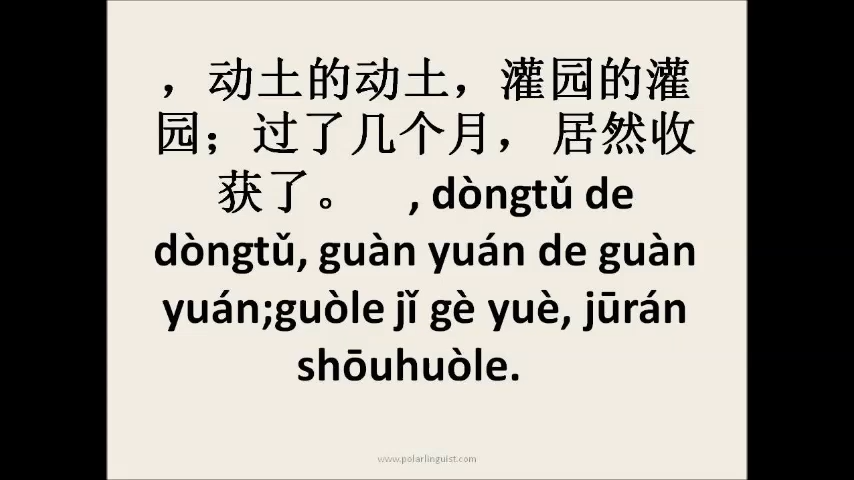 ，动土的动土，灌园的灌
园；过了几个月， 居然收
获了。 , dòngtǔ de
dòngtǔ, guàn yuán de guàn
yuán;guòle jǐ gè yuè, jūrán
shōuhuòle.
www.polarlinguist.com